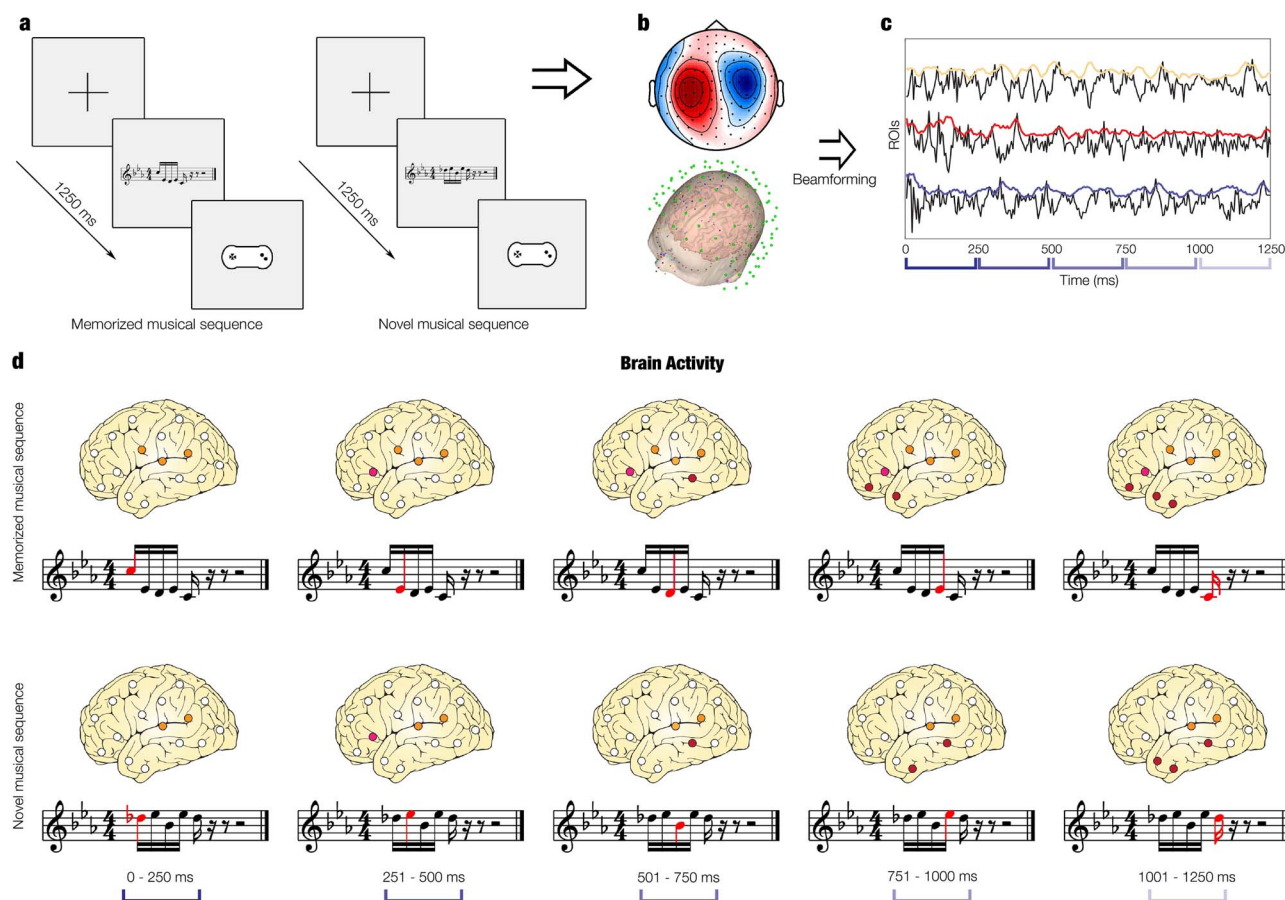 a
1250 ms
Memorized musical sequence
1250 ms
Novel musical sequence
b
Beamforming
c
ROIs
0 250 500 750 1000 1250
Time (ms)
d
Brain Activity
Memorized musical sequence
Novel musical sequence
0 - 250 ms
251 - 500 ms
501 - 750 ms
751 - 1000 ms
1001 - 1250 ms